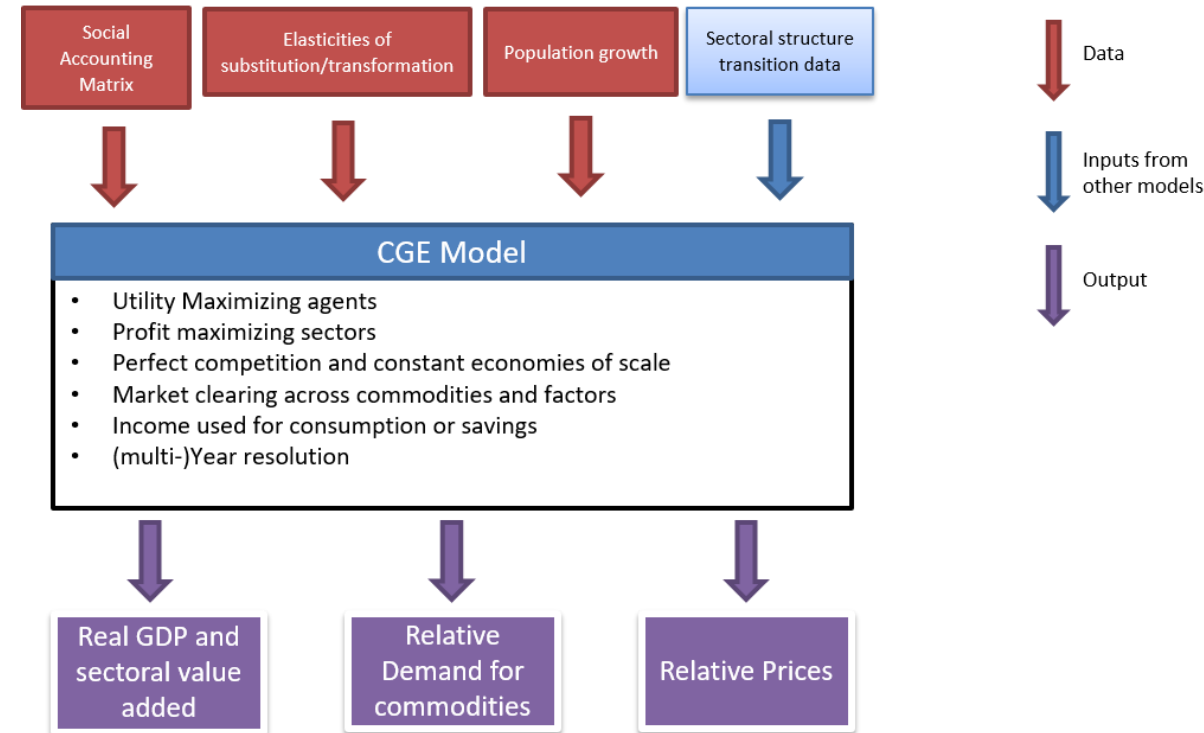 Social
Accounting
Matrix
Elasticities of
substitution/transformation
Population growth
Sectoral structure
transition data
Data
Inputs from
other models
Output
CGE Model
• Utility Maximizing agents
• Profit maximizing sectors
• Perfect competition and constant economies of scale
• Market clearing across commodities and factors
• Income used for consumption or savings
• (multi-)Year resolution
Real GDP and
sectoral value
added
Relative
Demand for
commodities
Relative Prices